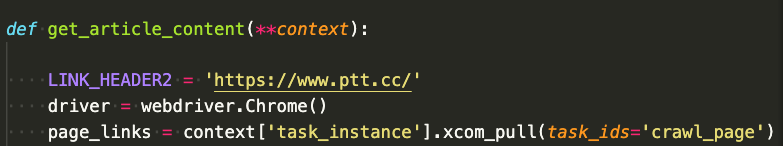 def get_article_content(**context):
LINK_HEADER2 = 'https://www.ptt.cc/'
driver = webdriver.Chrome()
page_links = context['task_instance'].xcom_pull(task_ids='crawl_page')